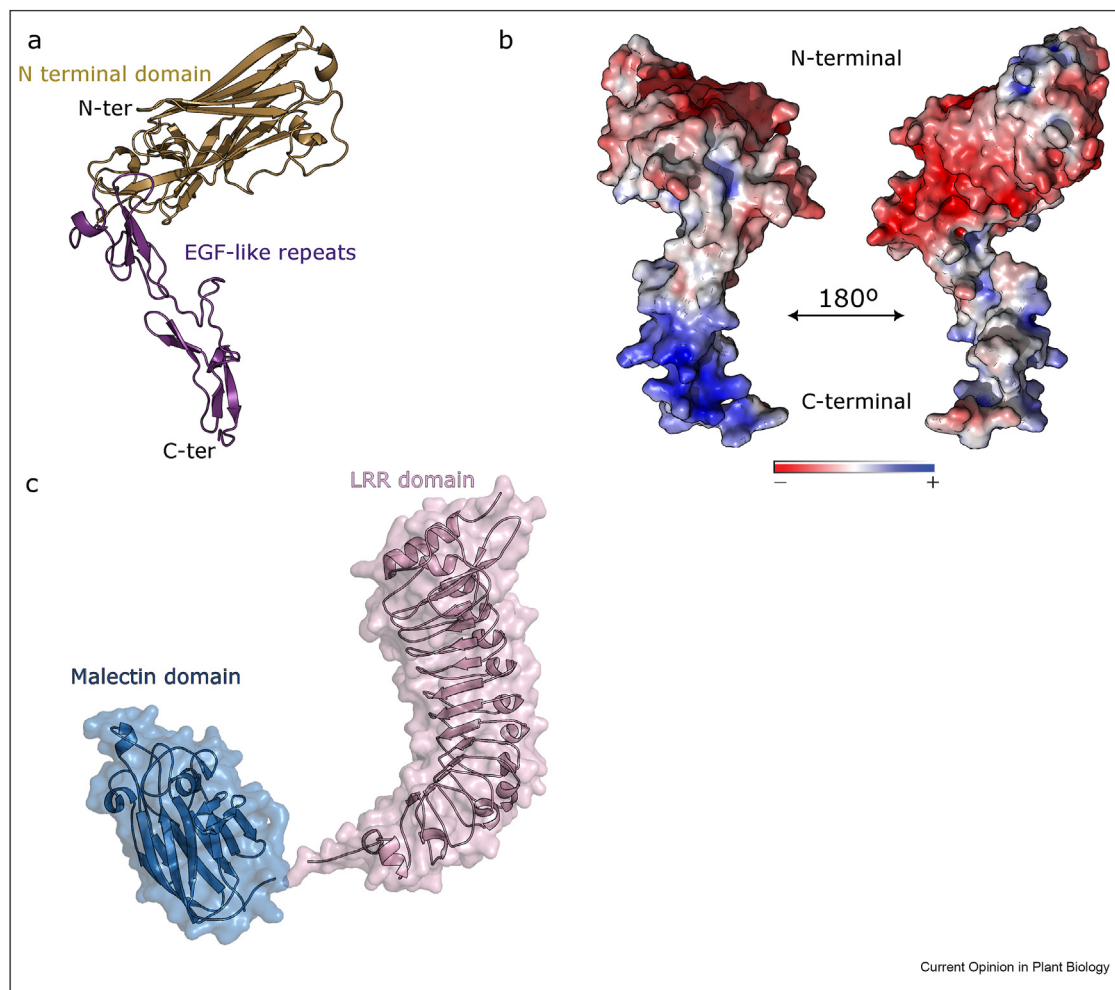 a
N terminal domain
N-ter
EGF-like repeats
C-ter
b
N-terminal
180º
C-terminal
− +
c
LRR domain
Malectin domain
Current Opinion in Plant Biology